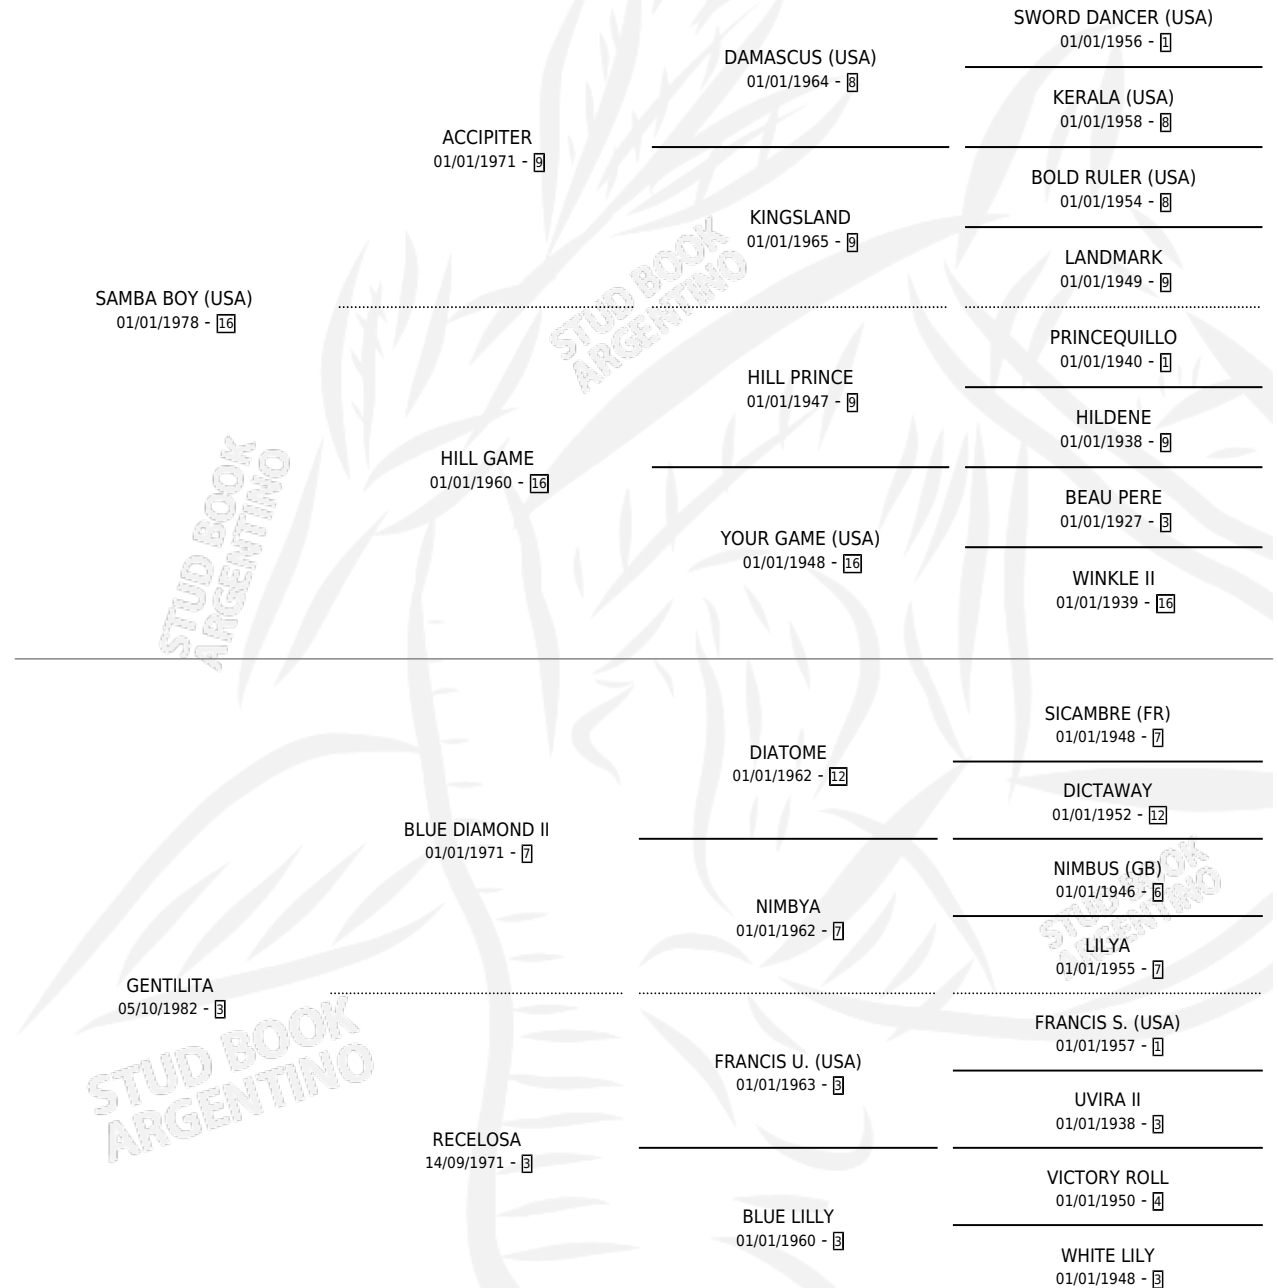 SWORD DANCER (USA)
01/01/1956 - 1
DAMASCUS (USA)
01/01/1964 - 8
KERALA (USA)
01/01/1958 - 8
ACCIPITER
01/01/1971 - 9
BOLD RULER (USA)
01/01/1954 - 8
KINGSLAND
01/01/1965 - 9
LANDMARK
01/01/1949 - 9
SAMBA BOY (USA)
01/01/1978 - 16
PRINCEQUILLO
01/01/1940 - 1
HILL PRINCE
01/01/1947 - 9
HILDENE
01/01/1938 - 9
HILL GAME
01/01/1960 - 16
BEAU PERE
01/01/1927 - 3
YOUR GAME (USA)
01/01/1948 - 16
WINKLE II
01/01/1939 - 16
STUD BOOK
ARGENTINO
STUD BOOK
ARGENTINO
SICAMBRE (FR)
01/01/1948 - 7
DIATOME
01/01/1962 - 12
DICTAWAY
01/01/1952 - 12
BLUE DIAMOND II
01/01/1971 - 7
NIMBUS (GB)
01/01/1946 - 6
NIMBYA
01/01/1962 - 7
LILYA
01/01/1955 - 7
STUD BOOK
ARGENTINO
GENTILITA
05/10/1982 - 3
FRANCIS S. (USA)
01/01/1957 - 1
FRANCIS U. (USA)
01/01/1963 - 3
UVIRA II
01/01/1938 - 3
RECELOSA
14/09/1971 - 3
VICTORY ROLL
01/01/1950 - 4
BLUE LILLY
01/01/1960 - 3
WHITE LILY
01/01/1948 - 3
STUD BOOK
ARGENTINO